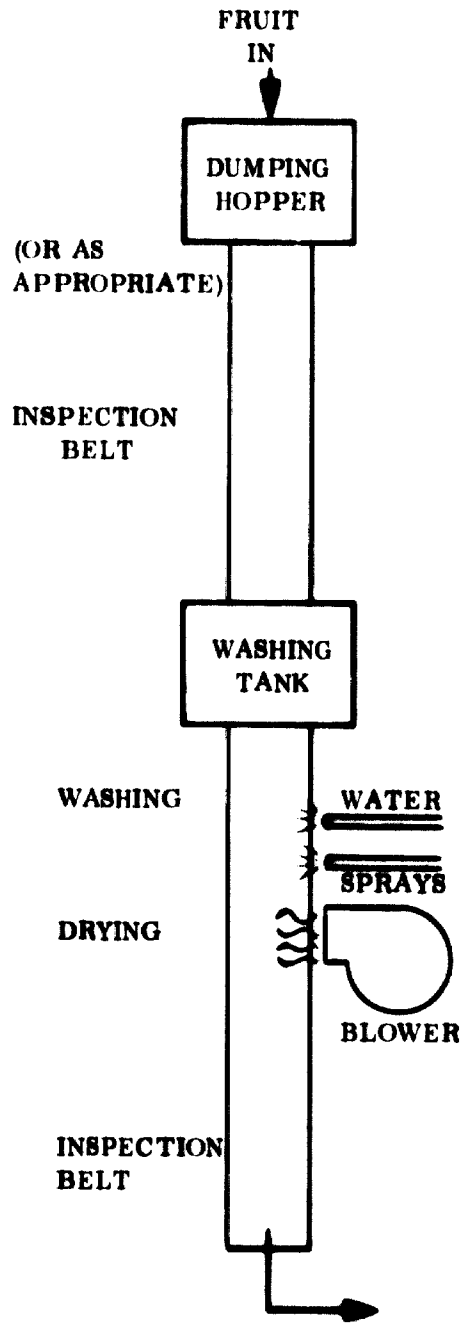 FRUIT
IN
DUMPING
HOPPER
(OR AS
APPROPRIATE)
INSPECTION
BELT
WASHING
TANK
WASHING
WATER
SPRAYS
DRYING
BLOWER
INSPECTION
BELT